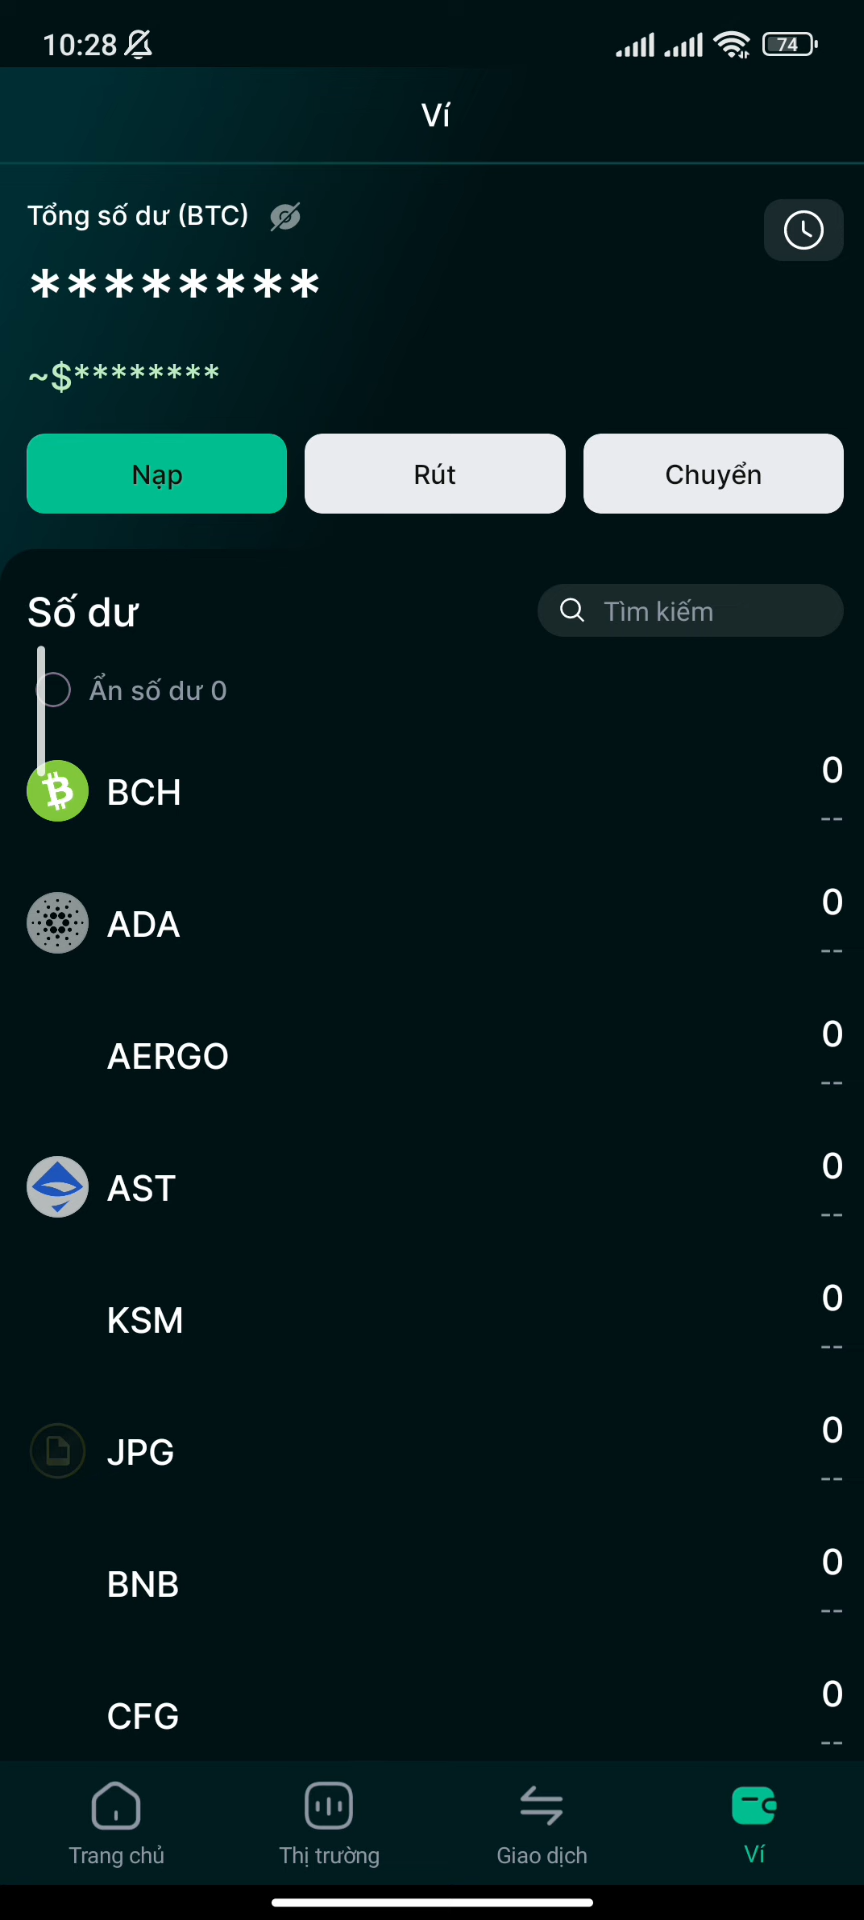 10:28
74
Ví
Tổng số dư (BTC)
********
~$********
Nạp
Rút
Chuyển
Số dư
Tìm kiếm
Ẩn số dư 0
BCH
0
--
ADA
0
--
AERGO
0
--
AST
0
--
KSM
0
--
JPG
0
--
BNB
0
--
CFG
0
--
Trang chủ
Thị trường
Giao dịch
Ví